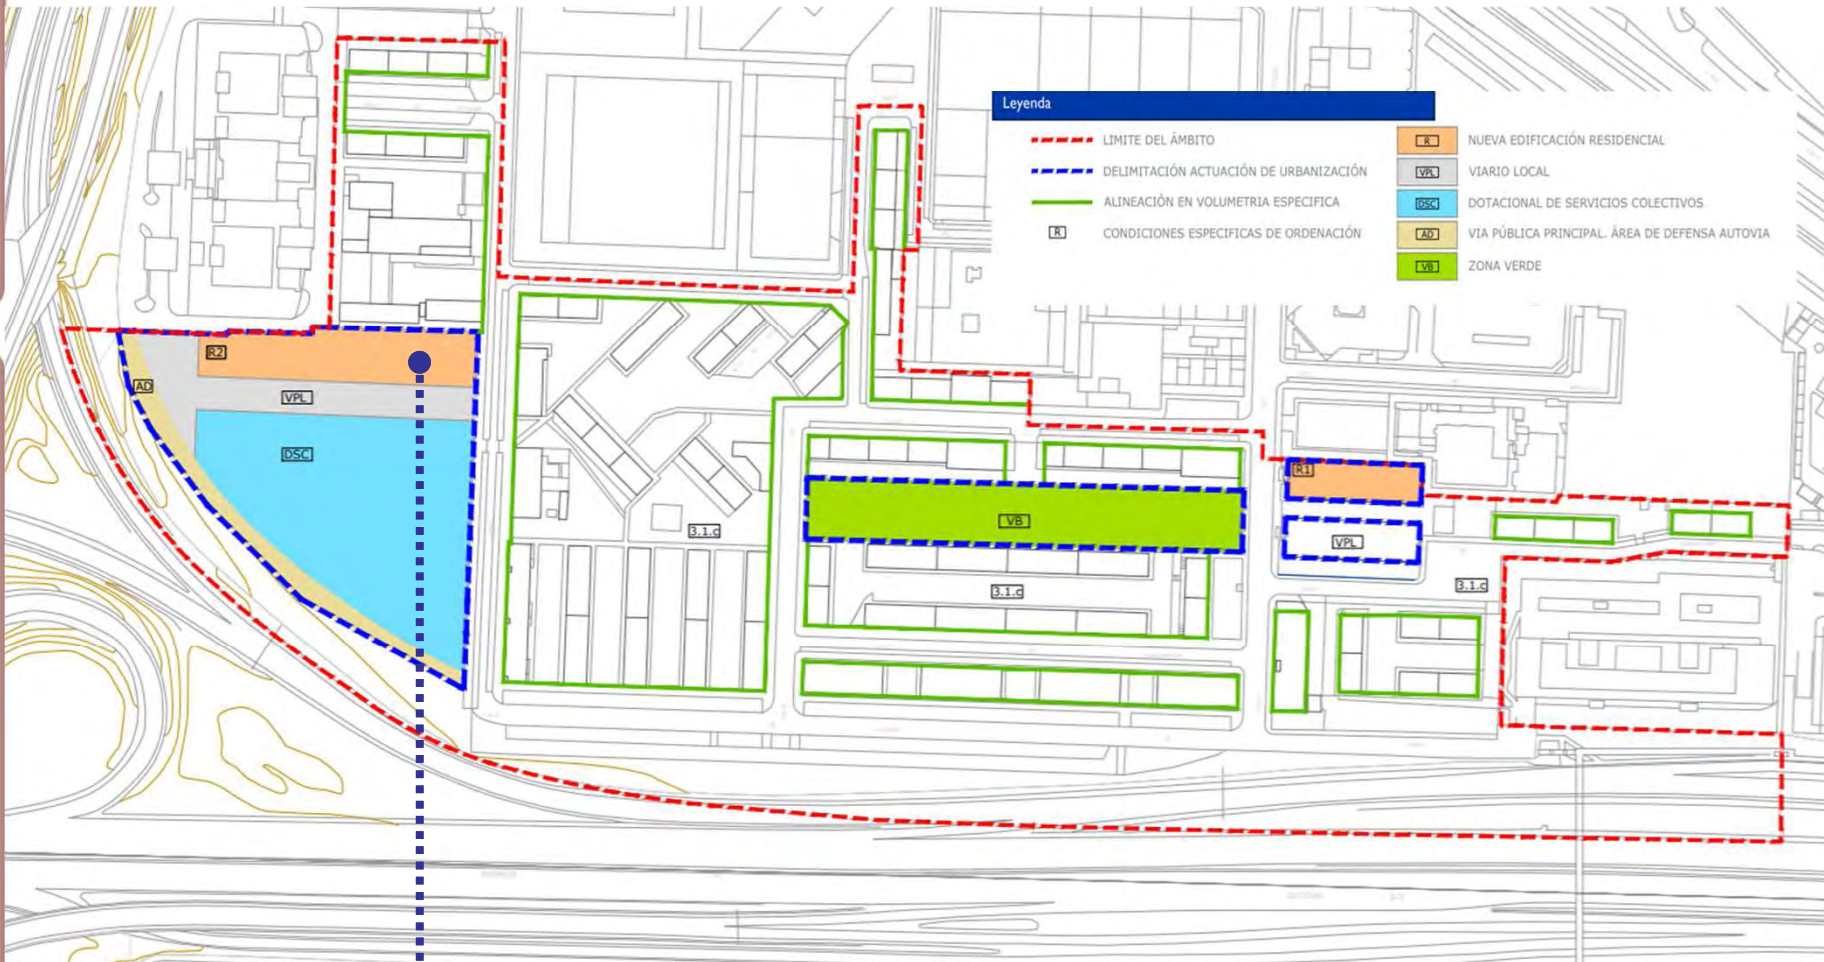 Leyenda
LIMITE DEL ÁMBITO
DELIMITACIÓN ACTUACIÓN DE URBANIZACIÓN
ALINEACIÓN EN VOLUMETRIA ESPECIFICA
R CONDICIONES ESPECIFICAS DE ORDENACIÓN
R NUEVA EDIFICACIÓN RESIDENCIAL
VPL VIARIO LOCAL
DSC DOTACIONAL DE SERVICIOS COLECTIVOS
AD VIA PÚBLICA PRINCIPAL. ÁREA DE DEFENSA AUTOVIA
VB ZONA VERDE
R2
AD
VPL
DSC
3.1.c
VB
3.1.c
R1
VPL
3.1.c